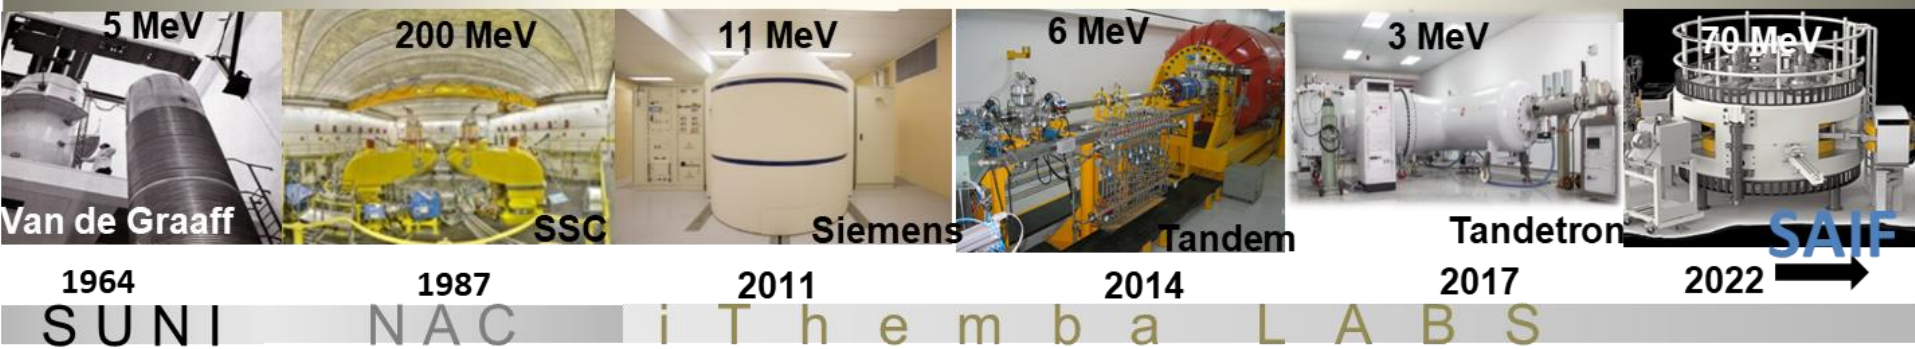 5 MeV
200 MeV
11 MeV
6 MeV
3 MeV
70 MeV
Van de Graaff
SSC
Siemens
Tandem
Tandetron
SAIF
1964
1987
2011
2014
2017
2022
SUNI
NAC
iThemba LABS